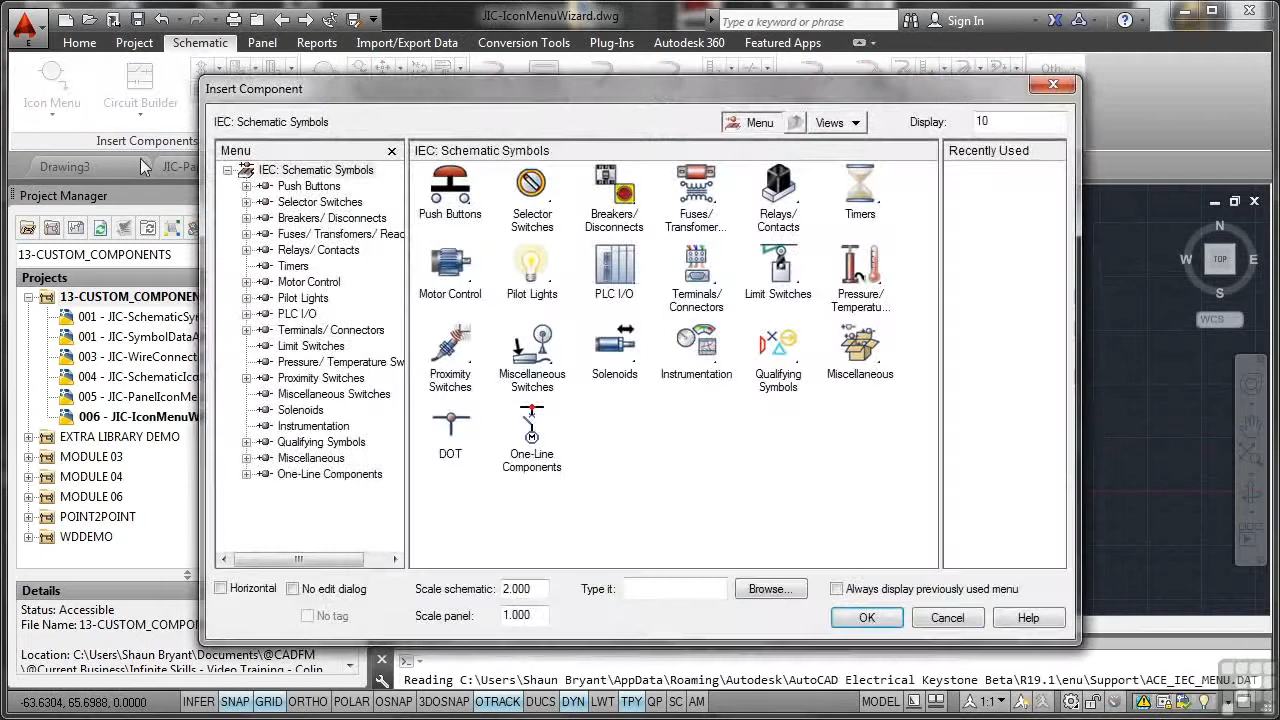 JIC-IconMenuWizard.dwg
Type a keyword or phrase
Sign In
E
Home
Project
Schematic
Panel
Reports
Import/Export Data
Conversion Tools
Plug-Ins
Autodesk 360
Featured Apps
Icon Menu
Circuit Builder
Insert Components
Drawing3
JIC-Pa
Project Manager
13-CUSTOM_COMPONENTS
Projects
13-CUSTOM_COMPONEN
001 - JIC-SchematicSy
001 - JIC-SymbolDataA
003 - JIC-WireConnect
004 - JIC-SchematicIco
005 - JIC-PanelIconMe
006 - JIC-IconMenuW
EXTRA LIBRARY DEMO
MODULE 03
MODULE 04
MODULE 06
POINT2POINT
WDDEMO
Details
Status: Accessible
File Name: 13-CUSTOM_COMPON
Location: C:\Users\Shaun Bryant\Documents\@CADFM
\@Current Business\Infinite Skills - Video Training - Colin
Insert Component
IEC: Schematic Symbols
Menu
Views
Display:
10
Menu
IEC: Schematic Symbols
Push Buttons
Selector Switches
Breakers/ Disconnects
Fuses/ Transfomers/ Reac
Relays/ Contacts
Timers
Motor Control
Pilot Lights
PLC I/O
Terminals/ Connectors
Limit Switches
Pressure/ Temperature Sw
Proximity Switches
Miscellaneous Switches
Solenoids
Instrumentation
Qualifying Symbols
Miscellaneous
One-Line Components
IEC: Schematic Symbols
Push Buttons
Selector
Switches
Breakers/
Disconnects
Fuses/
Trasfomer...
Relays/
Contacts
Timers
Motor Control
Pilot Lights
PLC I/O
Terminals/
Connectors
Limit Switches
Pressure/
Temperatu...
Proximity
Switches
Miscellaneous
Switches
Solenoids
Instrumentation
Qualifying
Symbols
Miscellaneous
DOT
One-Line
Components
Recently Used
Horizontal
No edit dialog
No tag
Scale schematic:
2.000
Scale panel:
1.000
Type it:
Browse...
Always display previously used menu
OK
Cancel
Help
N
W
TOP
E
S
WCS
Reading C:\Users\Shaun Bryant\AppData\Roaming\Autodesk\AutoCAD Electrical Keystone Beta\R19.1\enu\Support\ACE_IEC_MENU.DAT
-63.6304, 65.6988, 0.0000
INFER
SNAP
GRID
ORTHO
POLAR
OSNAP
3DOSNAP
OTRACK
DUCS
DYN
LWT
TPY
QP
SC
AM
MODEL
1:1